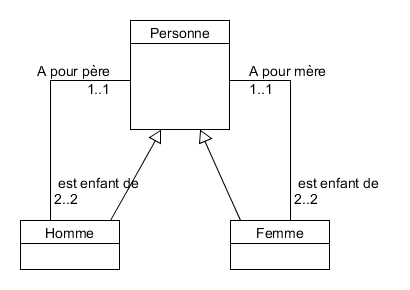 Personne
A pour père
1..1
A pour mère
1..1
est enfant de
2..2
est enfant de
2..2
Homme
Femme